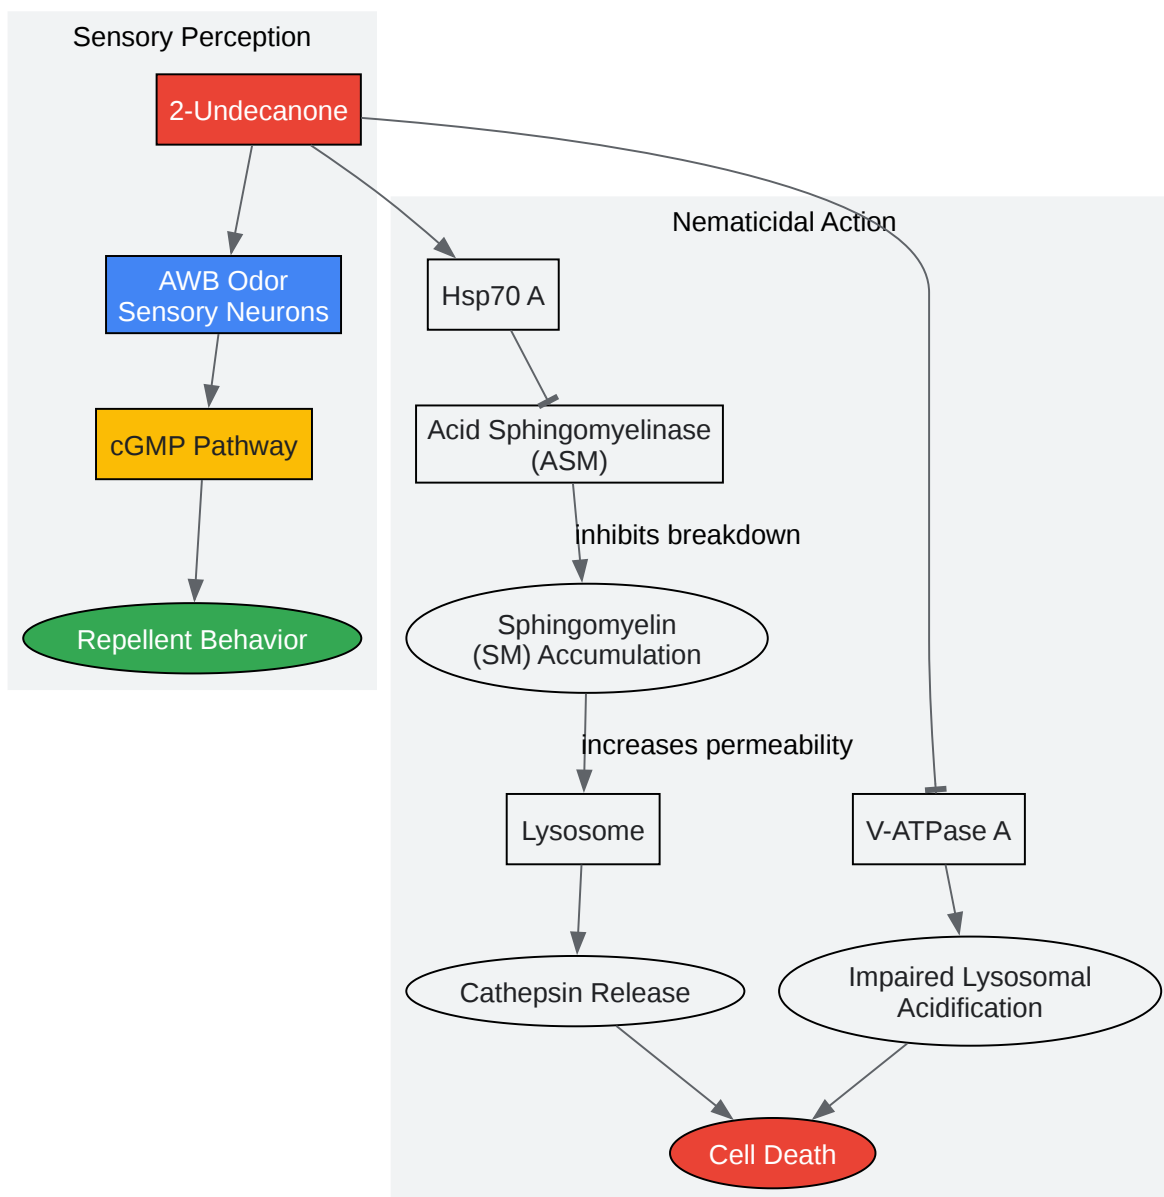 Sensory Perception
2-Undecanone
AWB Odor
Sensory Neurons
cGMP Pathway
Repellent Behavior
Nematicidal Action
Hsp70 A
Acid Sphingomyelinase
(ASM)
inhibits breakdown
Sphingomyelin
(SM) Accumulation
increases permeability
Lysosome
V-ATPase A
Cathepsin Release
Impaired Lysosomal
Acidification
Cell Death